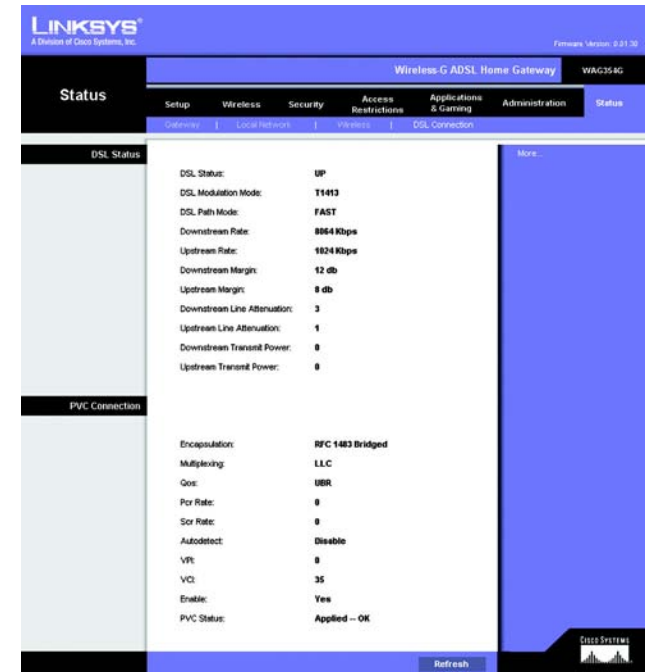 LINKSYS®
A Division of Cisco Systems, Inc.
Firmware Version: 0.01.30
Wireless-G ADSL Home Gateway WAG354G
Status
Setup Wireless Security Access Restrictions Applications & Gaming Administration Status
Gateway | Local Network | Wireless | DSL Connection
DSL Status
More...
DSL Status: UP
DSL Modulation Mode: T1413
DSL Path Mode: FAST
Downstream Rate: 8064 Kbps
Upstream Rate: 1024 Kbps
Downstream Margin: 12 db
Upstream Margin: 8 db
Downstream Line Attenuation: 3
Upstream Line Attenuation: 1
Downstream Transmit Power: 0
Upstream Transmit Power: 0
PVC Connection
Encapsulation: RFC 1483 Bridged
Multiplexing: LLC
Qos: UBR
Pcr Rate: 0
Scr Rate: 0
Autodetect: Disable
VPI: 0
VCI: 35
Enable: Yes
PVC Status: Applied -- OK
Refresh
CISCO SYSTEMS